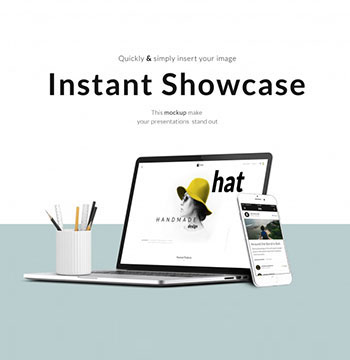 Quickly & simply insert your image
Instant Showcase
This mockup make
your presentations stand out
hat
HANDMADE
design